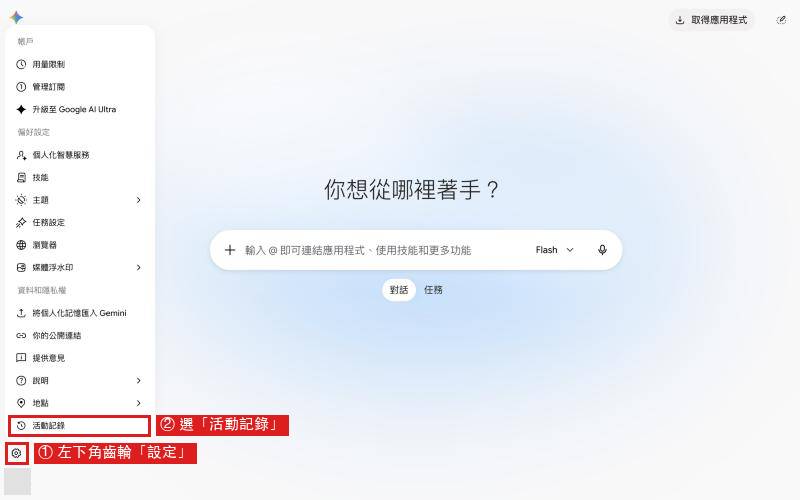 取得應用程式
帳戶
用量限制
管理訂閱
升級至 Google AI Ultra
偏好設定
個人化智慧服務
技能
主題
任務設定
瀏覽器
媒體浮水印
資料和隱私權
將個人化記憶匯入 Gemini
你的公開連結
提供意見
說明
地點
活動記錄
② 選「活動記錄」
① 左下角齒輪「設定」
你想從哪裡著手？
輸入 @ 即可連結應用程式、使用技能和更多功能
Flash
對話 任務